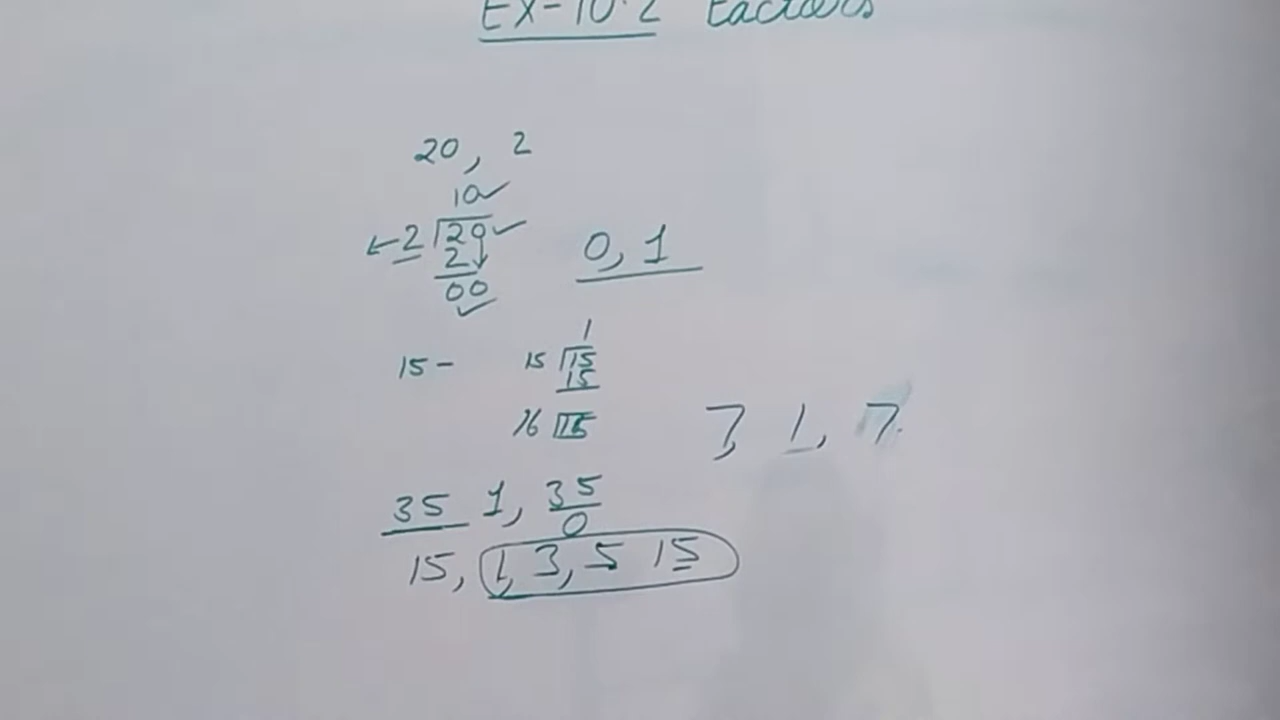 Ex-10.2 Factors
20, 2
10
2 20
2
00
0, 1
15 - 15 15
1
15
16 15
7, 1, 7
35 1, 35
0
15, 1, 3, 5 15